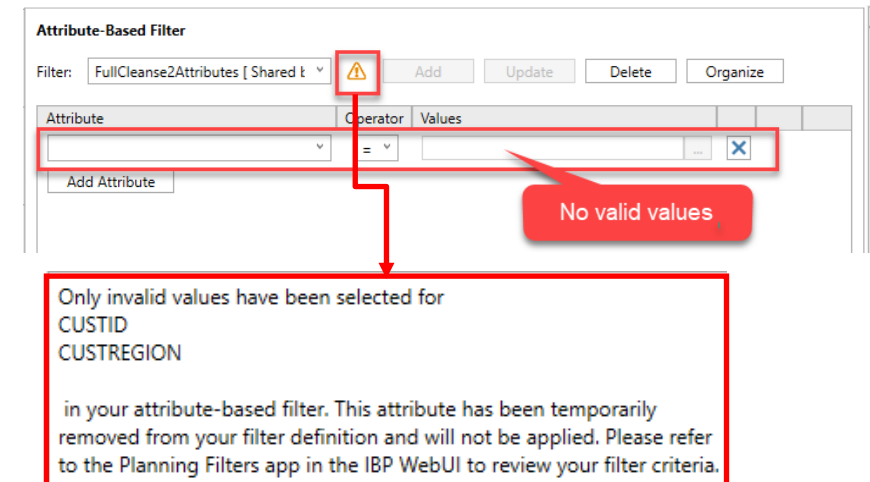 Attribute-Based Filter
Filter: FullCleanse2Attributes [ Shared b Add Update Delete Organize
Attribute Operator Values
= ...
Add Attribute
No valid values
Only invalid values have been selected for
CUSTID
CUSTREGION
in your attribute-based filter. This attribute has been temporarily
removed from your filter definition and will not be applied. Please refer
to the Planning Filters app in the IBP WebUI to review your filter criteria.